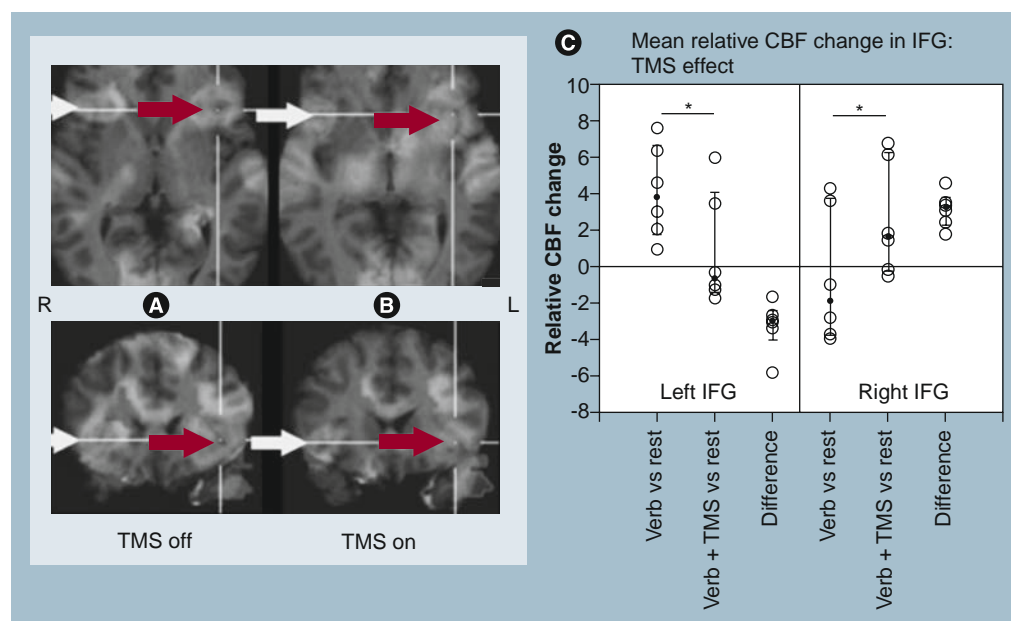 R
A
B
L
TMS off
TMS on
C
Mean relative CBF change in IFG:
TMS effect
Relative CBF change
10
8
6
4
2
0
-2
-4
-6
-8
*
*
Left IFG
Right IFG
Verb vs rest
Verb + TMS vs rest
Difference
Verb vs rest
Verb + TMS vs rest
Difference